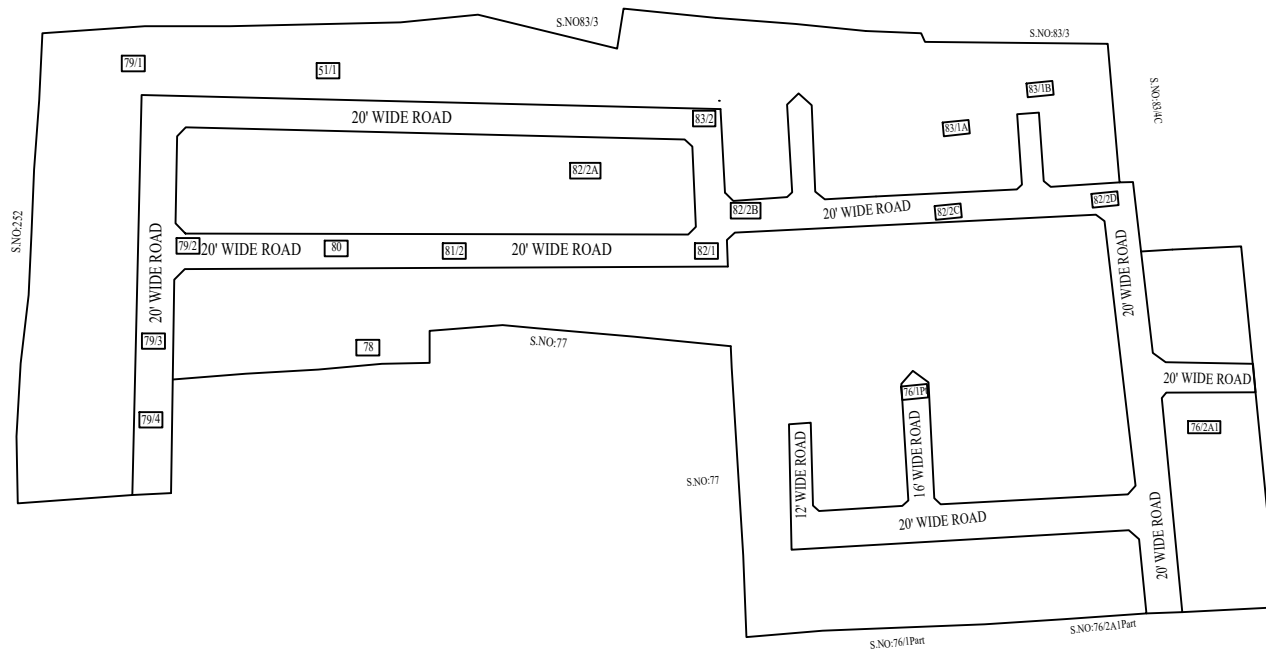 S.NO83/3
S.NO:83/3
79/1
51/1
83/1B
S.NO:83/4C
20' WIDE ROAD
83/2
83/1A
82/2A
82/2B
20' WIDE ROAD
82/2C
82/2D
S.NO:252
79/2
20' WIDE ROAD
80
81/2
20' WIDE ROAD
82/1
20' WIDE ROAD
20' WIDE ROAD
79/3
78
S.NO:77
20' WIDE ROAD
76/1Pt
79/4
76/2A1
12' WIDE ROAD
16' WIDE ROAD
S.NO:77
20' WIDE ROAD
20' WIDE ROAD
S.NO:76/1Part
S.NO:76/2A1Part